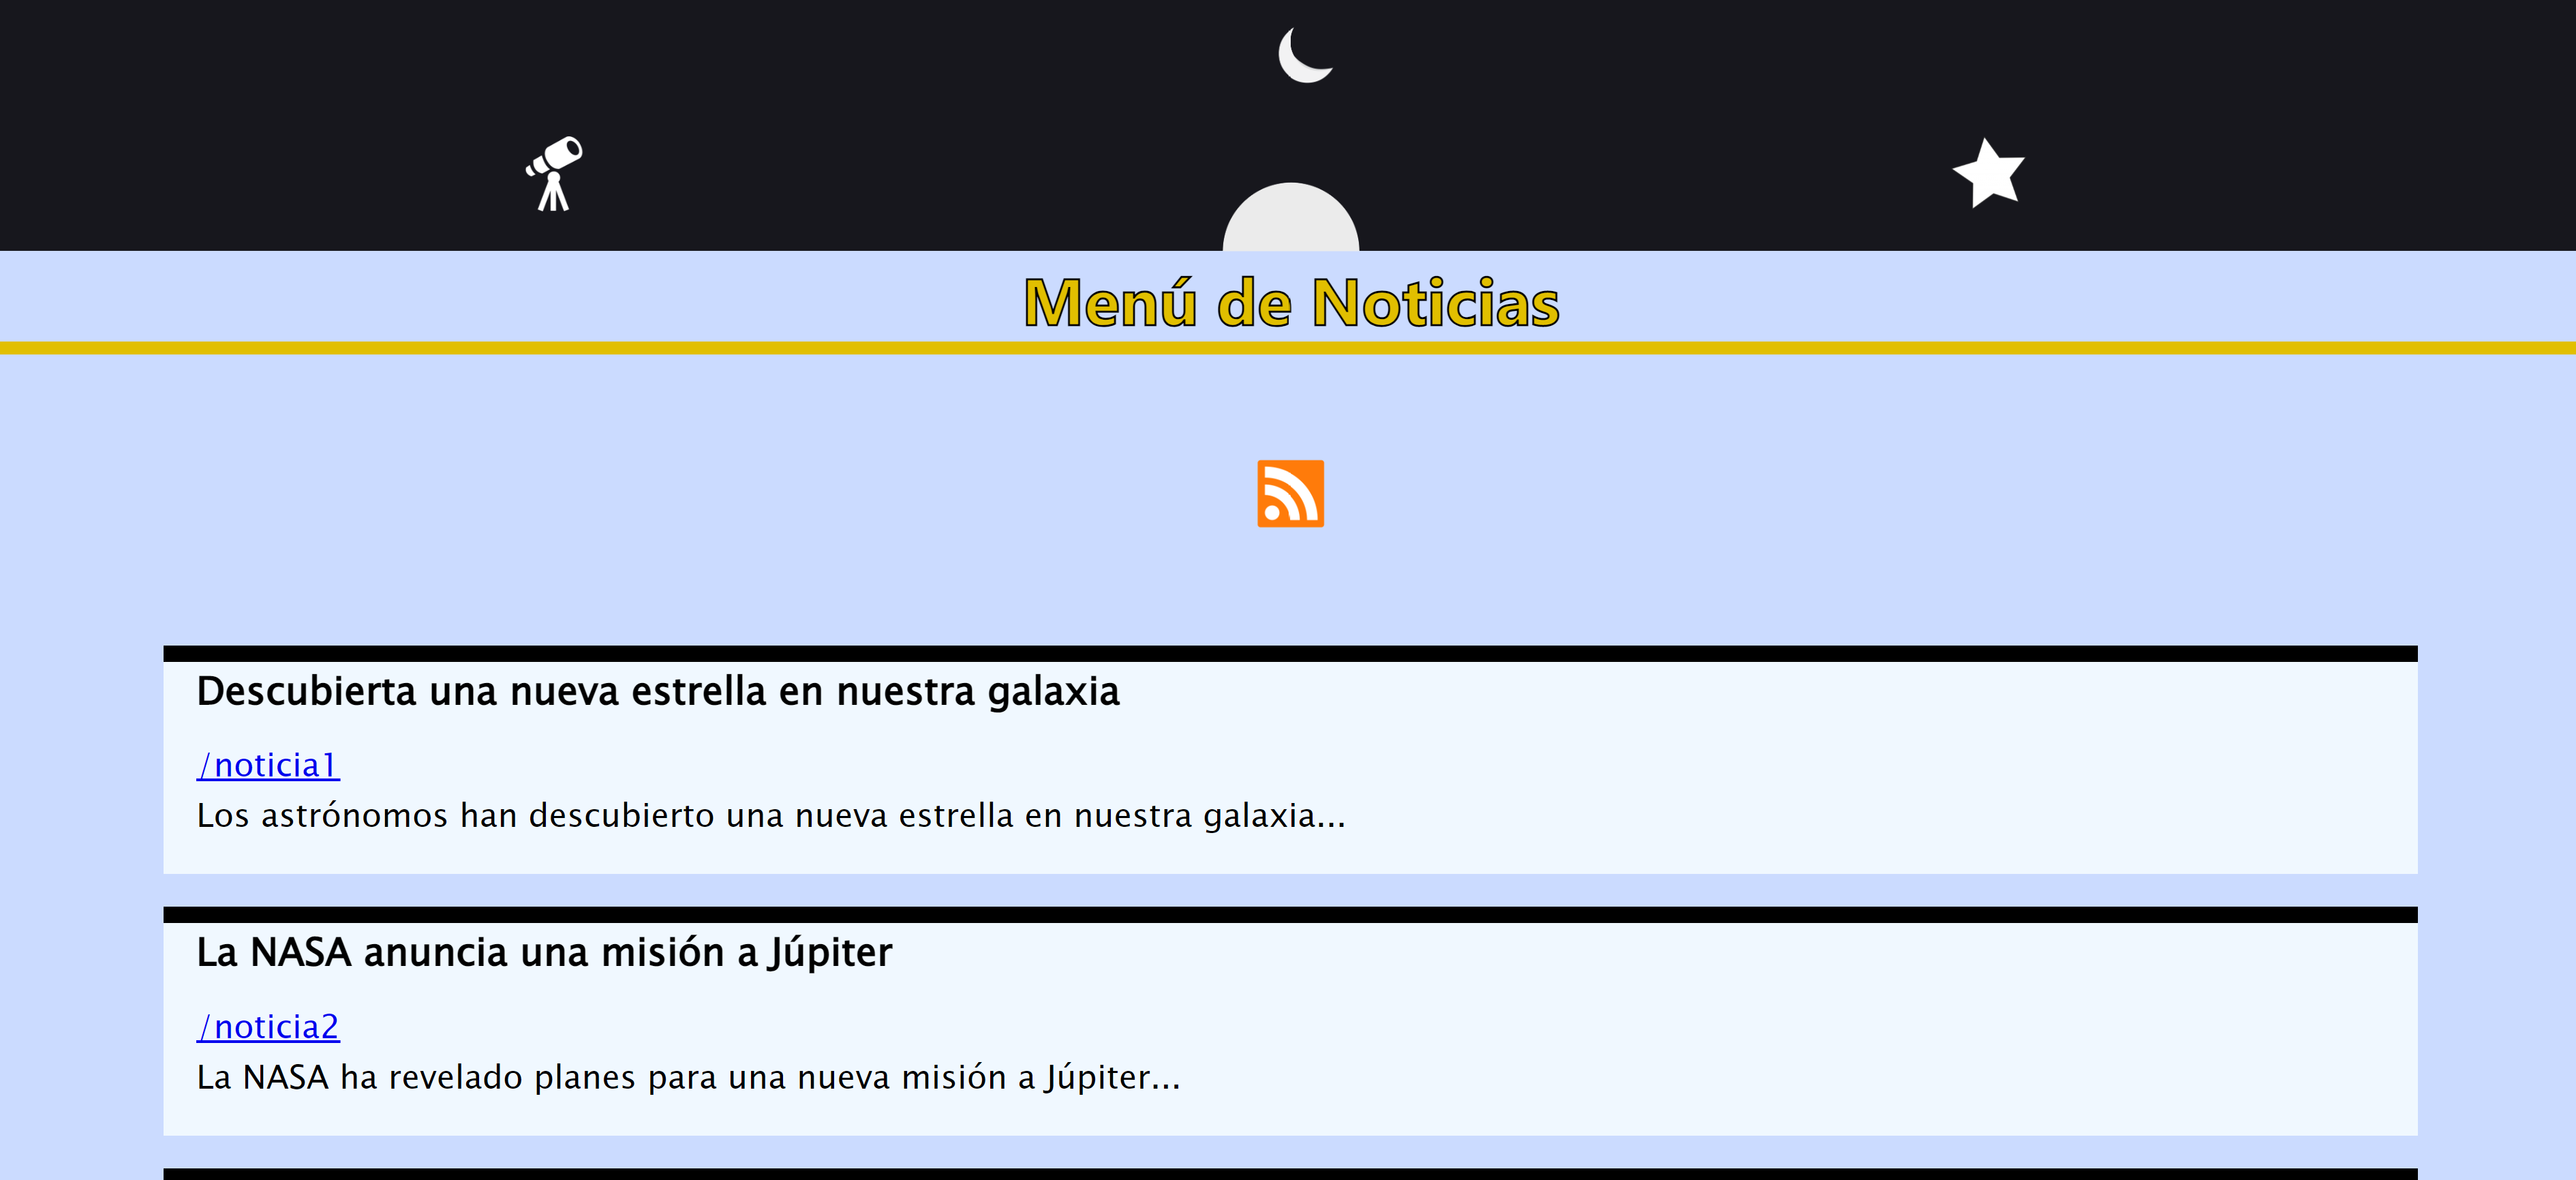 Menú de Noticias
Descubierta una nueva estrella en nuestra galaxia
/noticia1
Los astrónomos han descubierto una nueva estrella en nuestra galaxia...
La NASA anuncia una misión a Júpiter
/noticia2
La NASA ha revelado planes para una nueva misión a Júpiter...